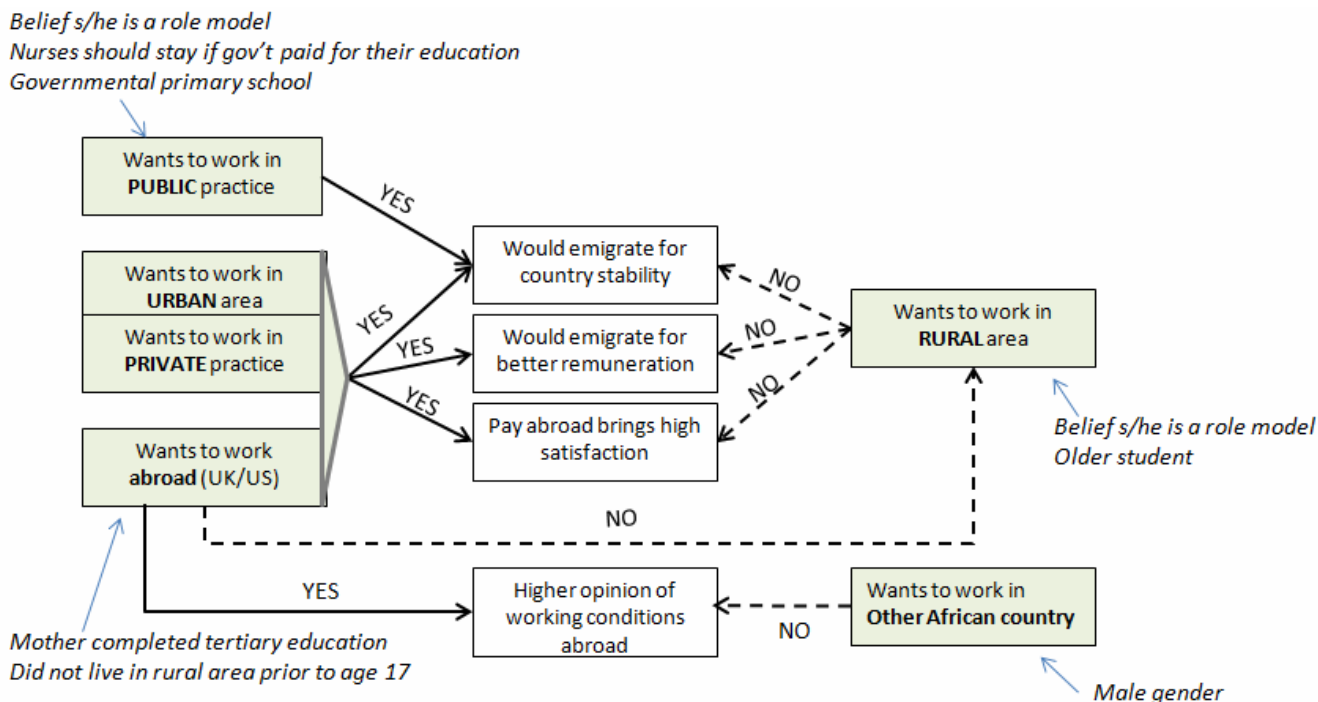 Belief s/he is a role model
Nurses should stay if gov't paid for their education
Governmental primary school
Wants to work in
PUBLIC practice
YES
Wants to work in
URBAN area
Wants to work in
PRIVATE practice
Wants to work
abroad (UK/US)
YES
YES
YES
Would emigrate for
country stability
Would emigrate for
better remuneration
Pay abroad brings high
satisfaction
NO
NO
NO
Wants to work in
RURAL area
Belief s/he is a role model
Older student
NO
YES
Higher opinion of
working conditions
abroad
NO
Wants to work in
Other African country
Mother completed tertiary education
Did not live in rural area prior to age 17
Male gender